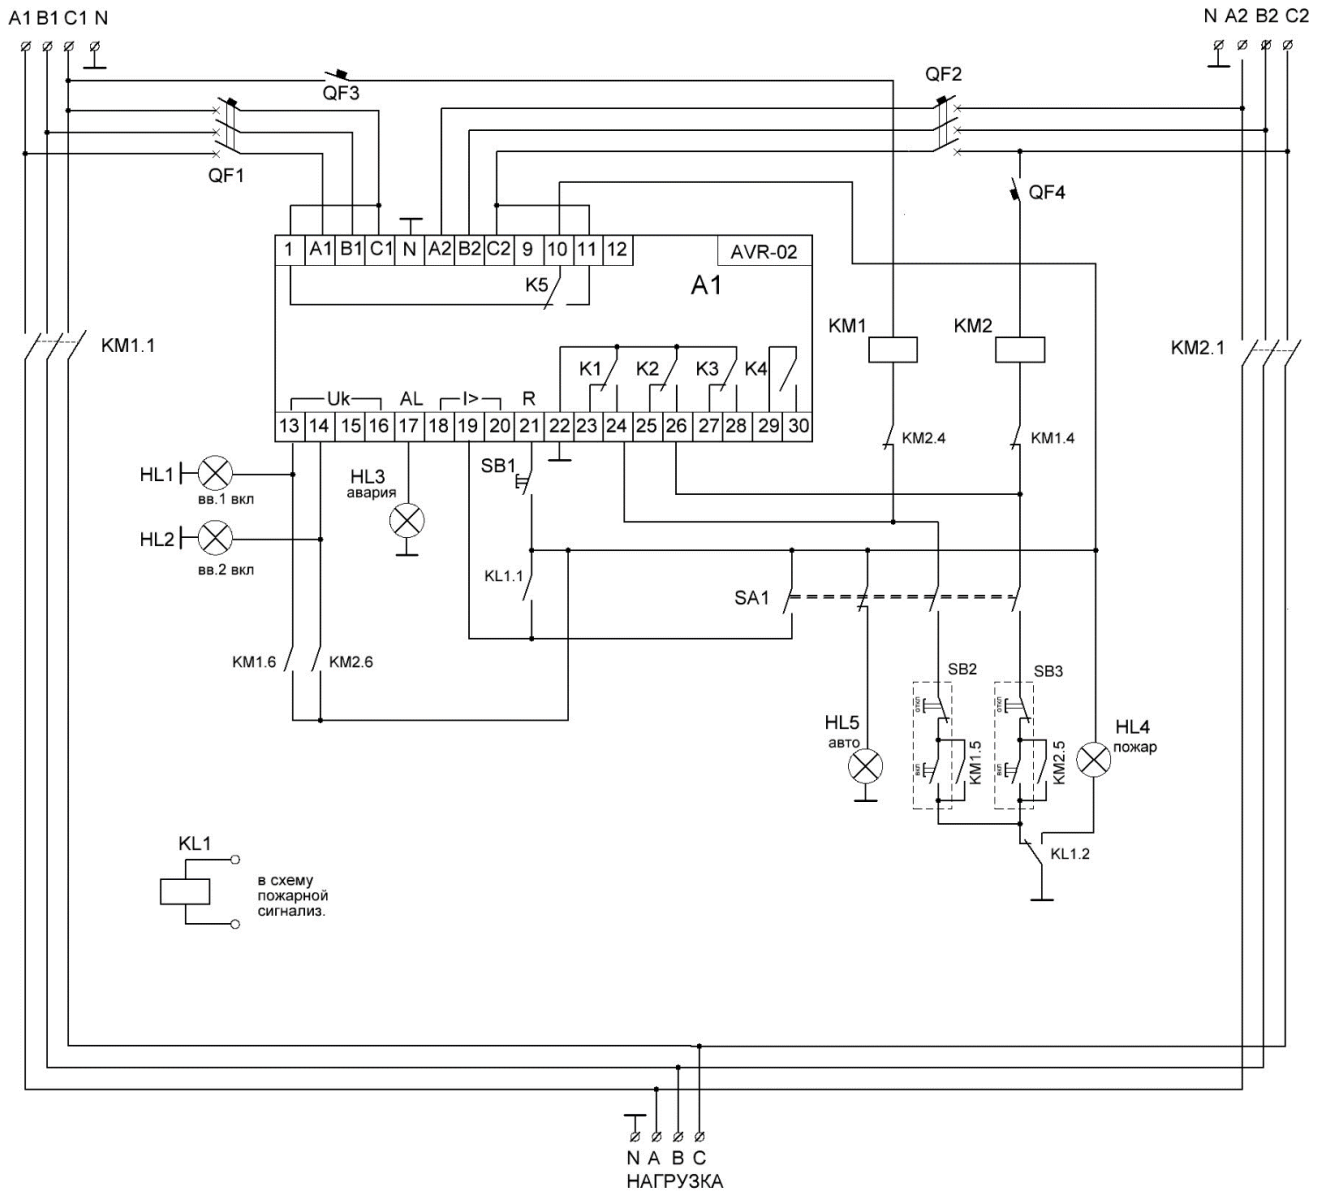 A1 B1 C1 N
N A2 B2 C2
QF3
QF2
QF1
QF4
1 A1 B1 C1 N A2 B2 C2 9 10 11 12
AVR-02
K5
A1
KM1
KM2
KM1.1
KM2.1
K1 K2 K3 K4
Uk AL I> R
13 14 15 16 17 18 19 20 21 22 23 24 25 26 27 28 29 30
KM2.4
KM1.4
HL1
вв.1 вкл
SB1
HL3
авария
HL2
вв.2 вкл
KL1.1
SA1
KM1.6
KM2.6
SB2
SB3
откл
откл
HL5
авто
вкл
KM1.5
вкл
KM2.5
HL4
пожар
KL1.2
KL1
в схему
пожарной
сигнализ.
N A B C
НАГРУЗКА